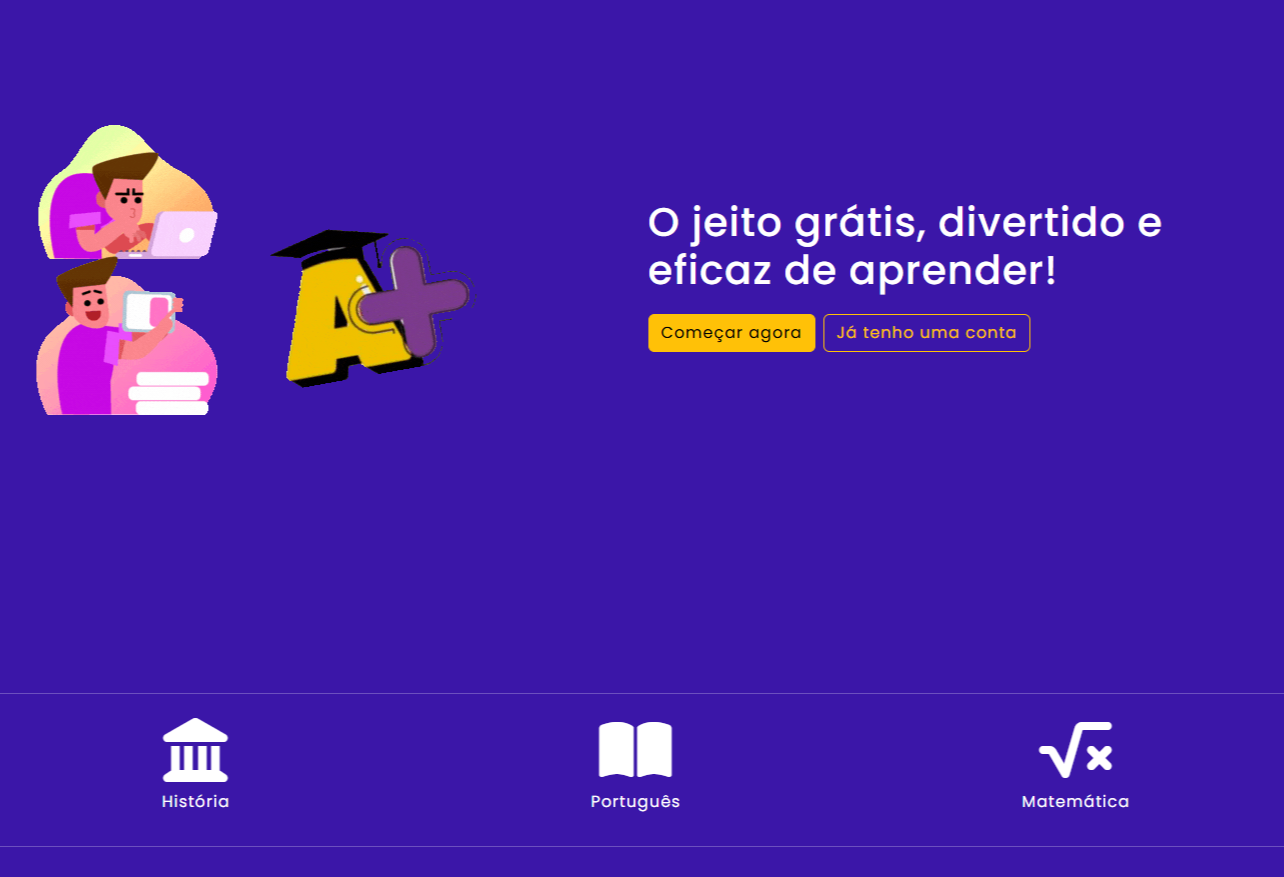 A+
O jeito grátis, divertido e
eficaz de aprender!
Começar agora
Já tenho uma conta
História
Português
Matemática